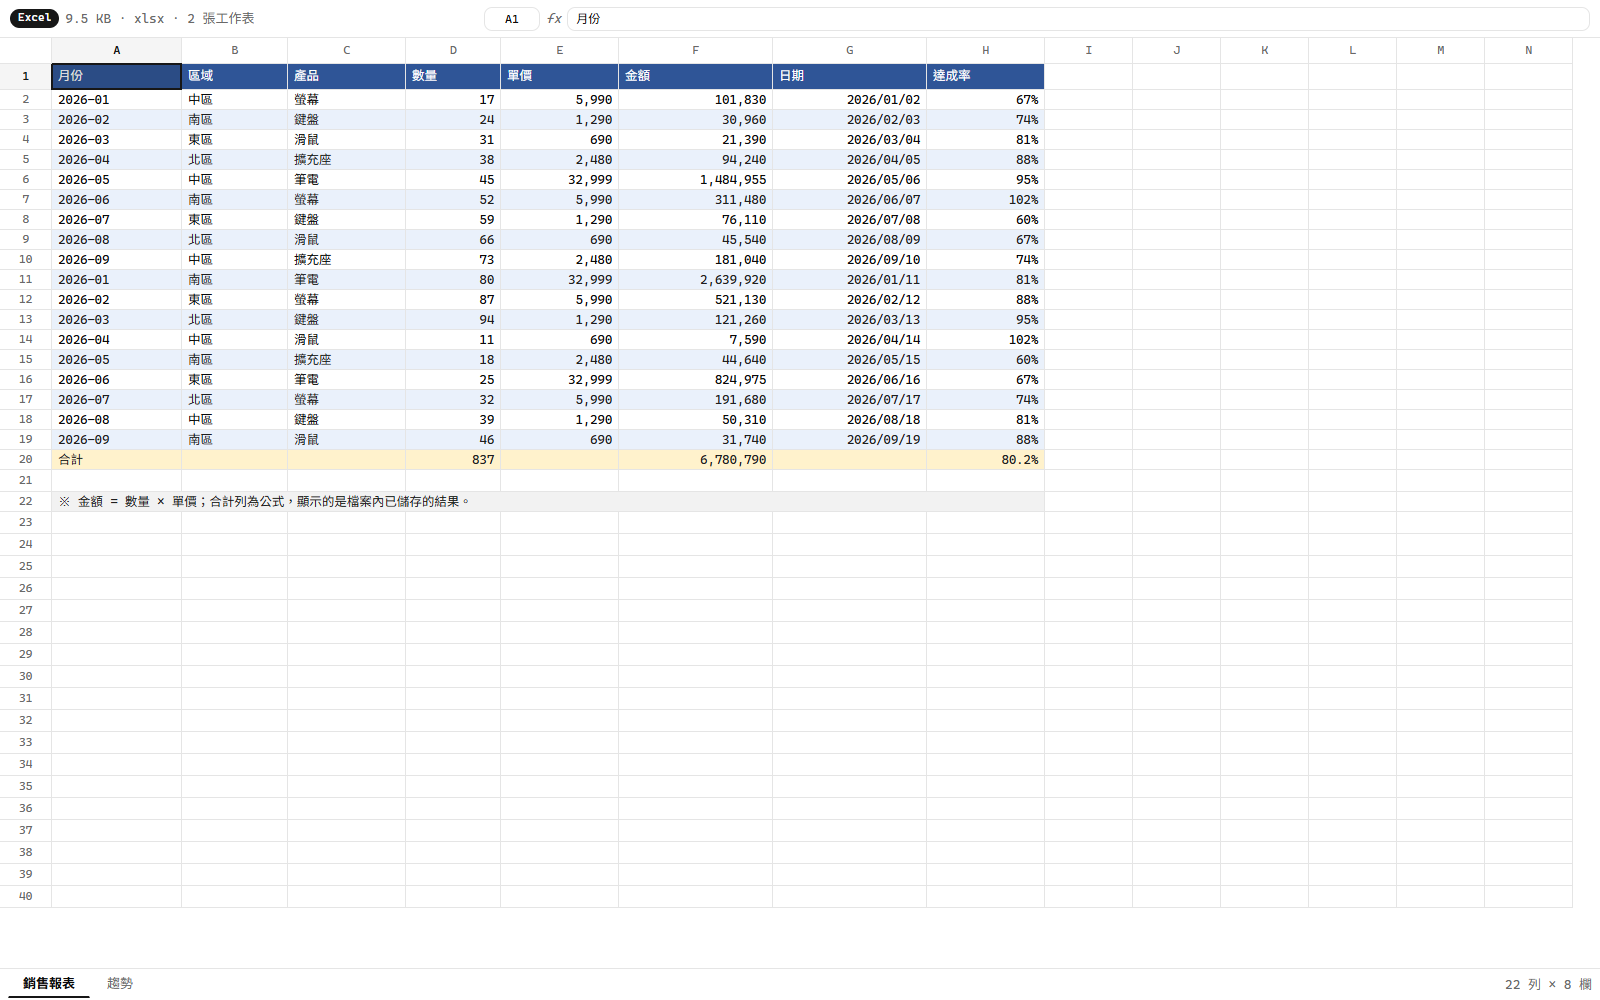 Excel 9.5 KB · xlsx · 2 張工作表 A1 fx 月份
A B C D E F G H I J K L M N
1 月份 區域 產品 數量 單價 金額 日期 達成率
2 2026-01 中區 螢幕 17 5,990 101,830 2026/01/02 67%
3 2026-02 南區 鍵盤 24 1,290 30,960 2026/02/03 74%
4 2026-03 東區 滑鼠 31 690 21,390 2026/03/04 81%
5 2026-04 北區 擴充座 38 2,480 94,240 2026/04/05 88%
6 2026-05 中區 筆電 45 32,999 1,484,955 2026/05/06 95%
7 2026-06 南區 螢幕 52 5,990 311,480 2026/06/07 102%
8 2026-07 東區 鍵盤 59 1,290 76,110 2026/07/08 60%
9 2026-08 北區 滑鼠 66 690 45,540 2026/08/09 67%
10 2026-09 中區 擴充座 73 2,480 181,040 2026/09/10 74%
11 2026-01 南區 筆電 80 32,999 2,639,920 2026/01/11 81%
12 2026-02 東區 螢幕 87 5,990 521,130 2026/02/12 88%
13 2026-03 北區 鍵盤 94 1,290 121,260 2026/03/13 95%
14 2026-04 中區 滑鼠 11 690 7,590 2026/04/14 102%
15 2026-05 南區 擴充座 18 2,480 44,640 2026/05/15 60%
16 2026-06 東區 筆電 25 32,999 824,975 2026/06/16 67%
17 2026-07 北區 螢幕 32 5,990 191,680 2026/07/17 74%
18 2026-08 中區 鍵盤 39 1,290 50,310 2026/08/18 81%
19 2026-09 南區 滑鼠 46 690 31,740 2026/09/19 88%
20 合計 837 6,780,790 80.2%
21
22 ※ 金額 = 數量 × 單價；合計列為公式，顯示的是檔案內已儲存的結果。
23
24
25
26
27
28
29
30
31
32
33
34
35
36
37
38
39
40
銷售報表 趨勢 22 列 × 8 欄